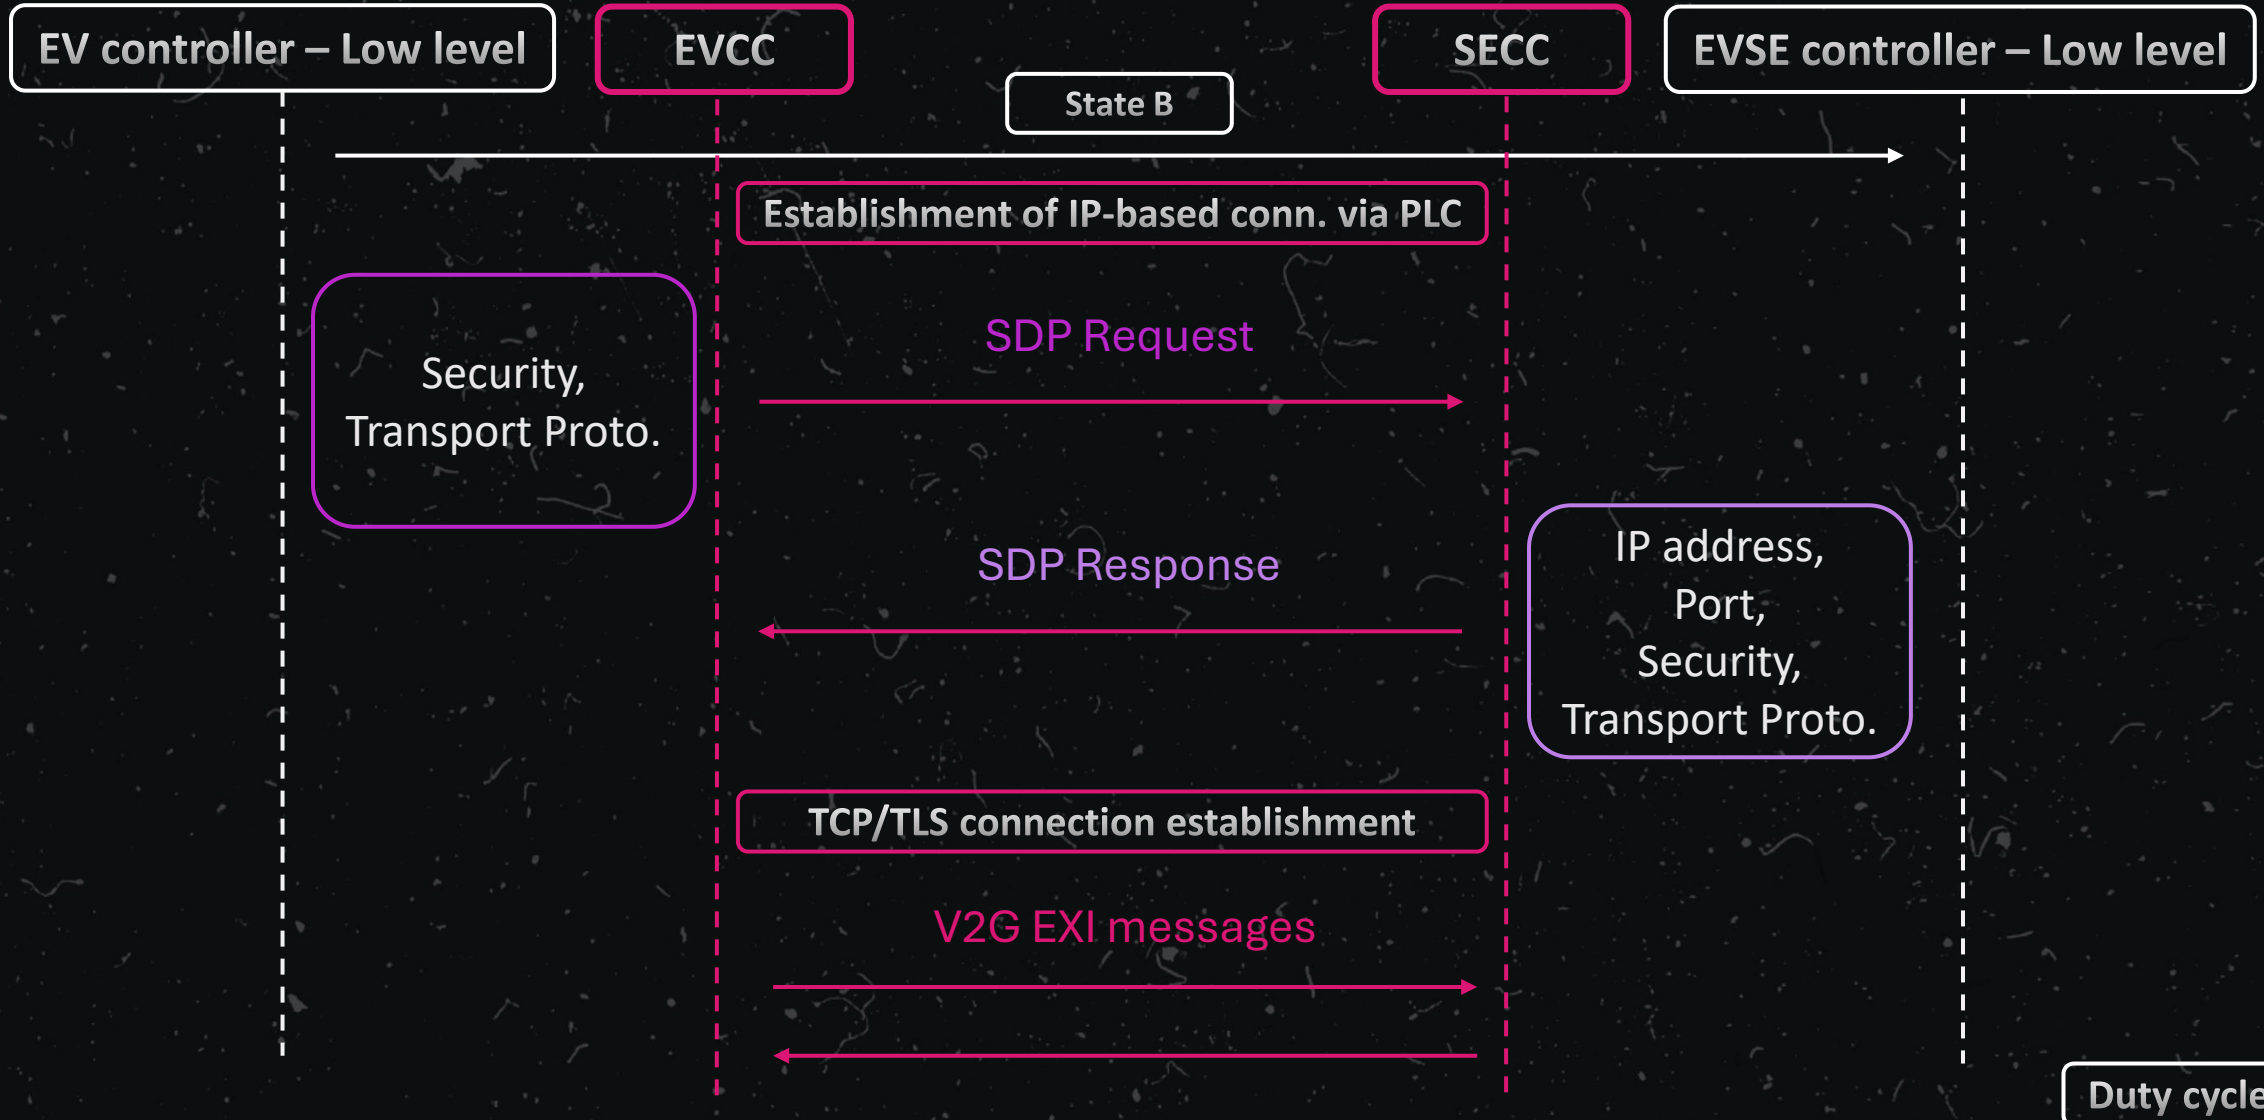 EV controller – Low level
EVCC
SECC
EVSE controller – Low level
State B
Establishment of IP-based conn. via PLC
SDP Request
Security,
Transport Proto.
SDP Response
IP address,
Port,
Security,
Transport Proto.
TCP/TLS connection establishment
V2G EXI messages
Duty cycle